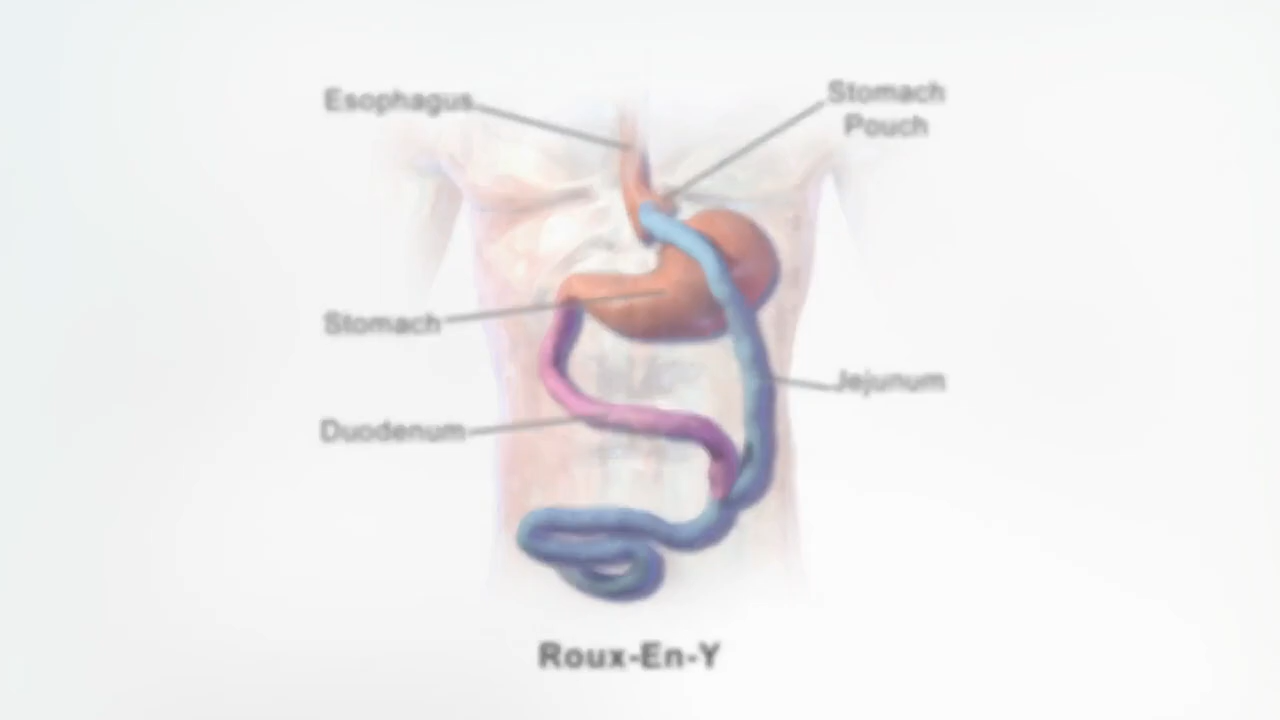 Esophagus
Stomach
Pouch
Stomach
Jejunum
Duodenum
Roux-En-Y